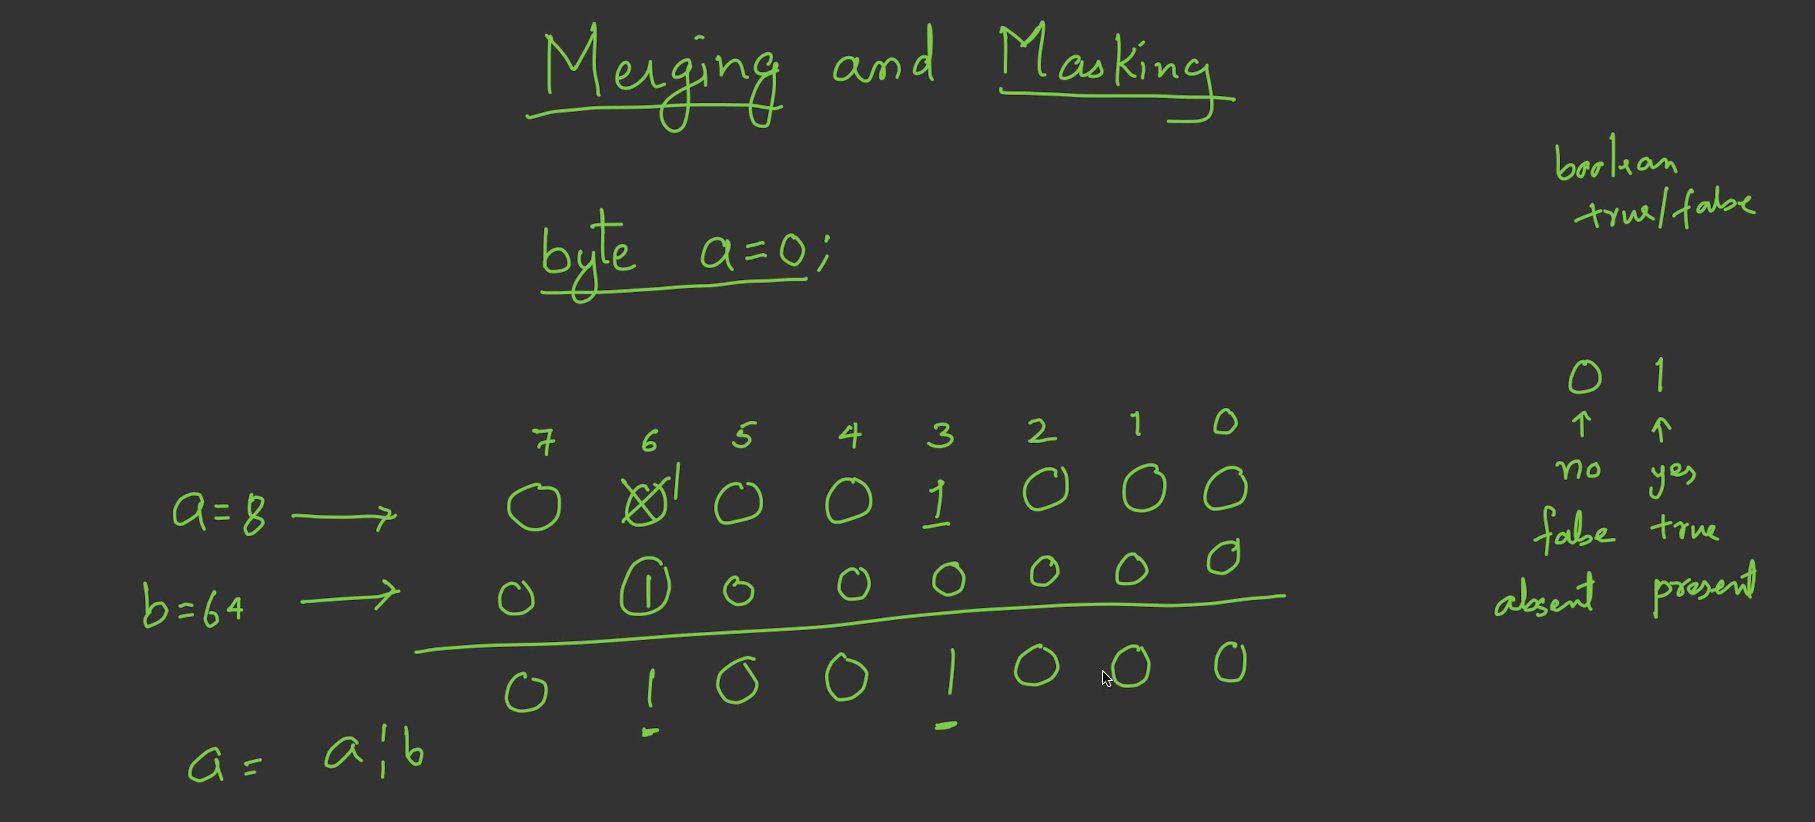 Merging and Masking
boolean
true/false
byte a=0;
0 1
↑ ↑
no yes
false true
absent present
7 6 5 4 3 2 1 0
a=8 → 0 0 1 0 0 1 0 0 0
b=64 → 0 1 0 0 0 0 0 0
0 1 0 0 1 0 0 0
a= a¦b